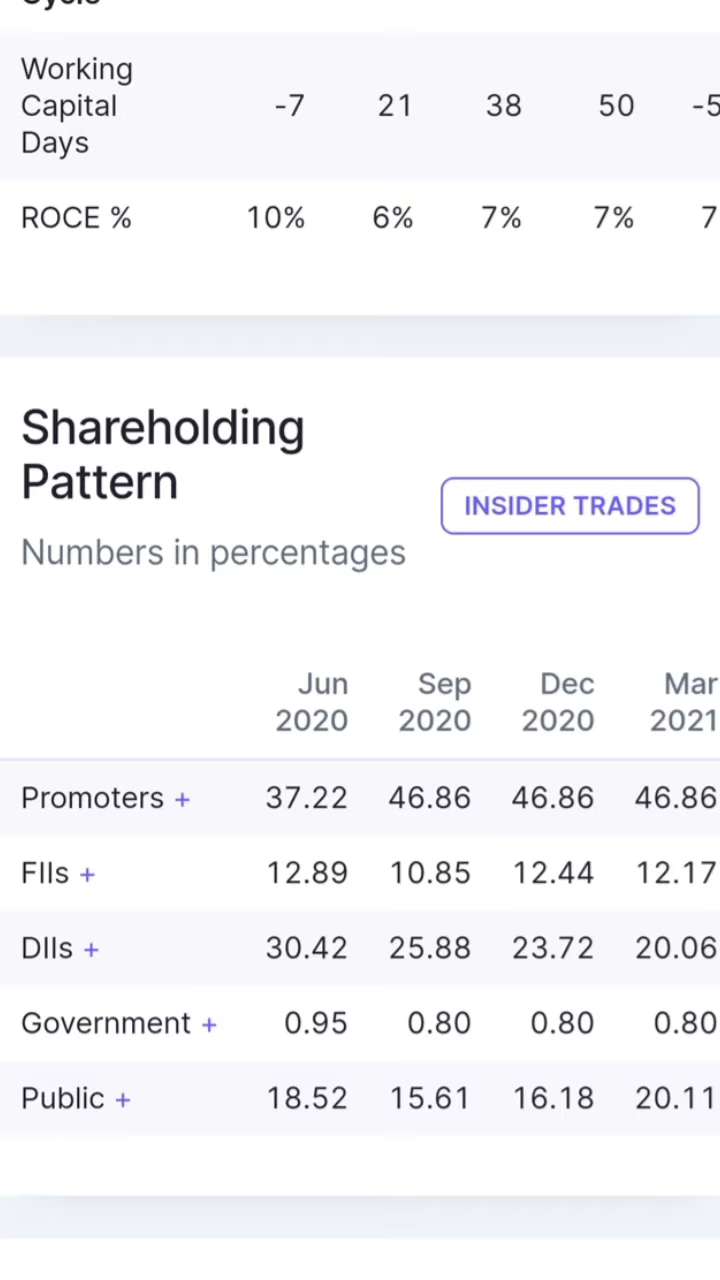 Cycle
Working
Capital
Days
-7 21 38 50 -5
ROCE % 10% 6% 7% 7% 7
Shareholding
Pattern
INSIDER TRADES
Numbers in percentages
Jun Sep Dec Mar
2020 2020 2020 2021
Promoters + 37.22 46.86 46.86 46.86
FIIs + 12.89 10.85 12.44 12.17
DIIs + 30.42 25.88 23.72 20.06
Government + 0.95 0.80 0.80 0.80
Public + 18.52 15.61 16.18 20.11